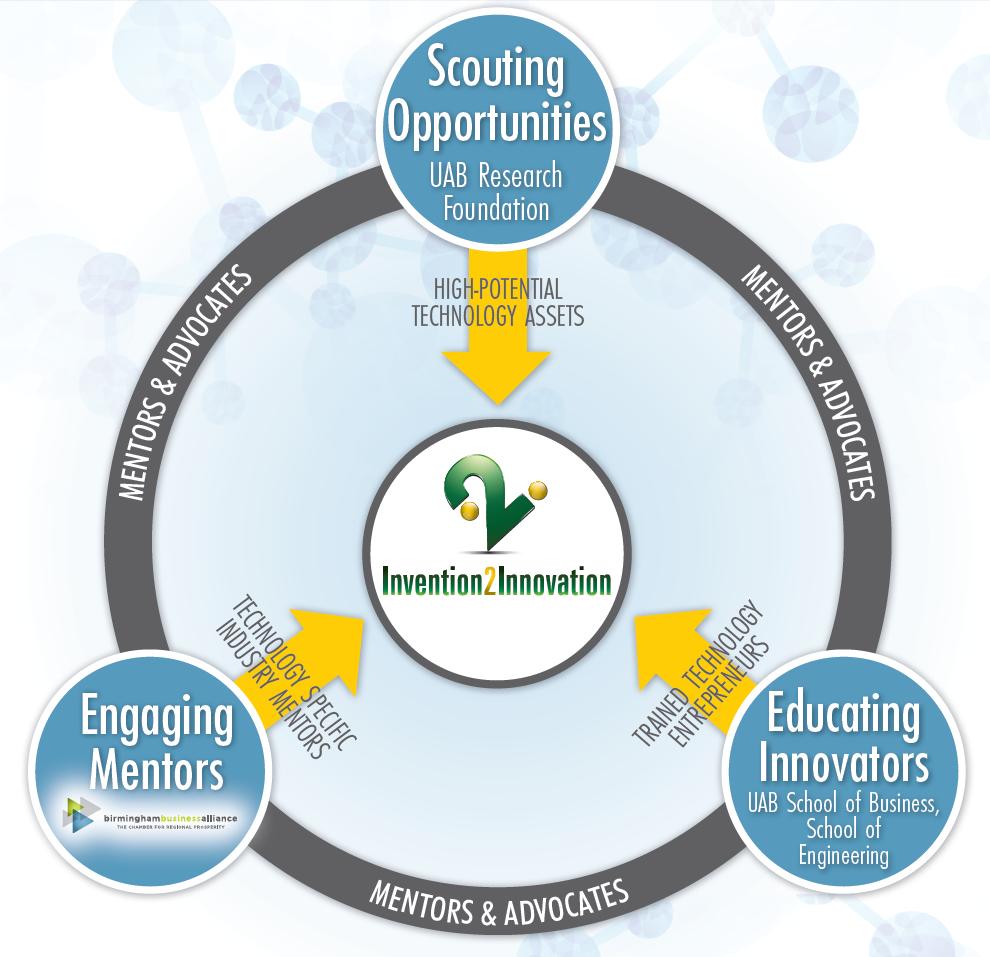 Scouting
Opportunities
UAB Research
Foundation
HIGH-POTENTIAL
TECHNOLOGY ASSETS
MENTORS & ADVOCATES
MENTORS & ADVOCATES
Invention2Innovation
TECHNOLOGY SPECIFIC
INDUSTRY MENTORS
TRAINED TECHNOLOGY
ENTREPRENEURS
Engaging
Mentors
birminghambusinessalliance
THE CHAMBER FOR REGIONAL PROSPERITY
Educating
Innovators
UAB School of Business,
School of
Engineering
MENTORS & ADVOCATES